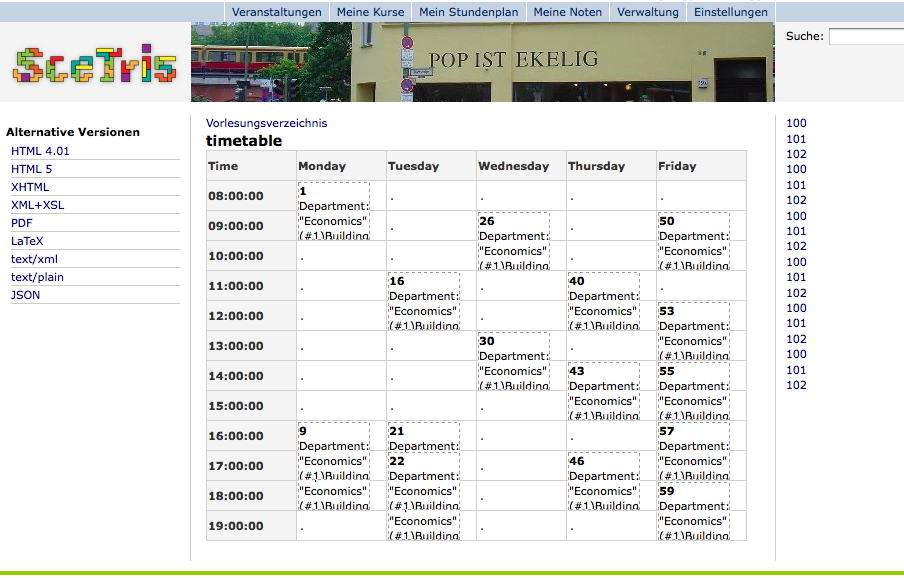 Veranstaltungen Meine Kurse Mein Stundenplan Meine Noten Verwaltung Einstellungen
SceTris
POP IST EKELIG
Suche:
Alternative Versionen
HTML 4.01
HTML 5
XHTML
XML+XSL
PDF
LaTeX
text/xml
text/plain
JSON
Vorlesungsverzeichnis
timetable
Time Monday Tuesday Wednesday Thursday Friday
08:00:00 1 Department: . . . .
09:00:00 "Economics" (#1)Building . 26 Department: . 50 Department:
10:00:00 . . "Economics" (#1)Building . "Economics" (#1)Building
11:00:00 . 16 Department: . 40 Department: .
12:00:00 . "Economics" (#1)Building . "Economics" (#1)Building 53 Department:
13:00:00 . . 30 Department: . "Economics" (#1)Building
14:00:00 . . "Economics" (#1)Building 43 Department: 55 Department:
15:00:00 . . . "Economics" (#1)Building "Economics" (#1)Building
16:00:00 9 Department: 21 Department: . . 57 Department:
17:00:00 "Economics" (#1)Building 22 Department: . 46 Department: "Economics" (#1)Building
18:00:00 "Economics" (#1)Building "Economics" (#1)Building . "Economics" (#1)Building 59 Department:
19:00:00 . "Economics" (#1)Building . . "Economics" (#1)Building
100
101
102
100
101
102
100
101
102
100
101
102
100
101
102
100
101
102